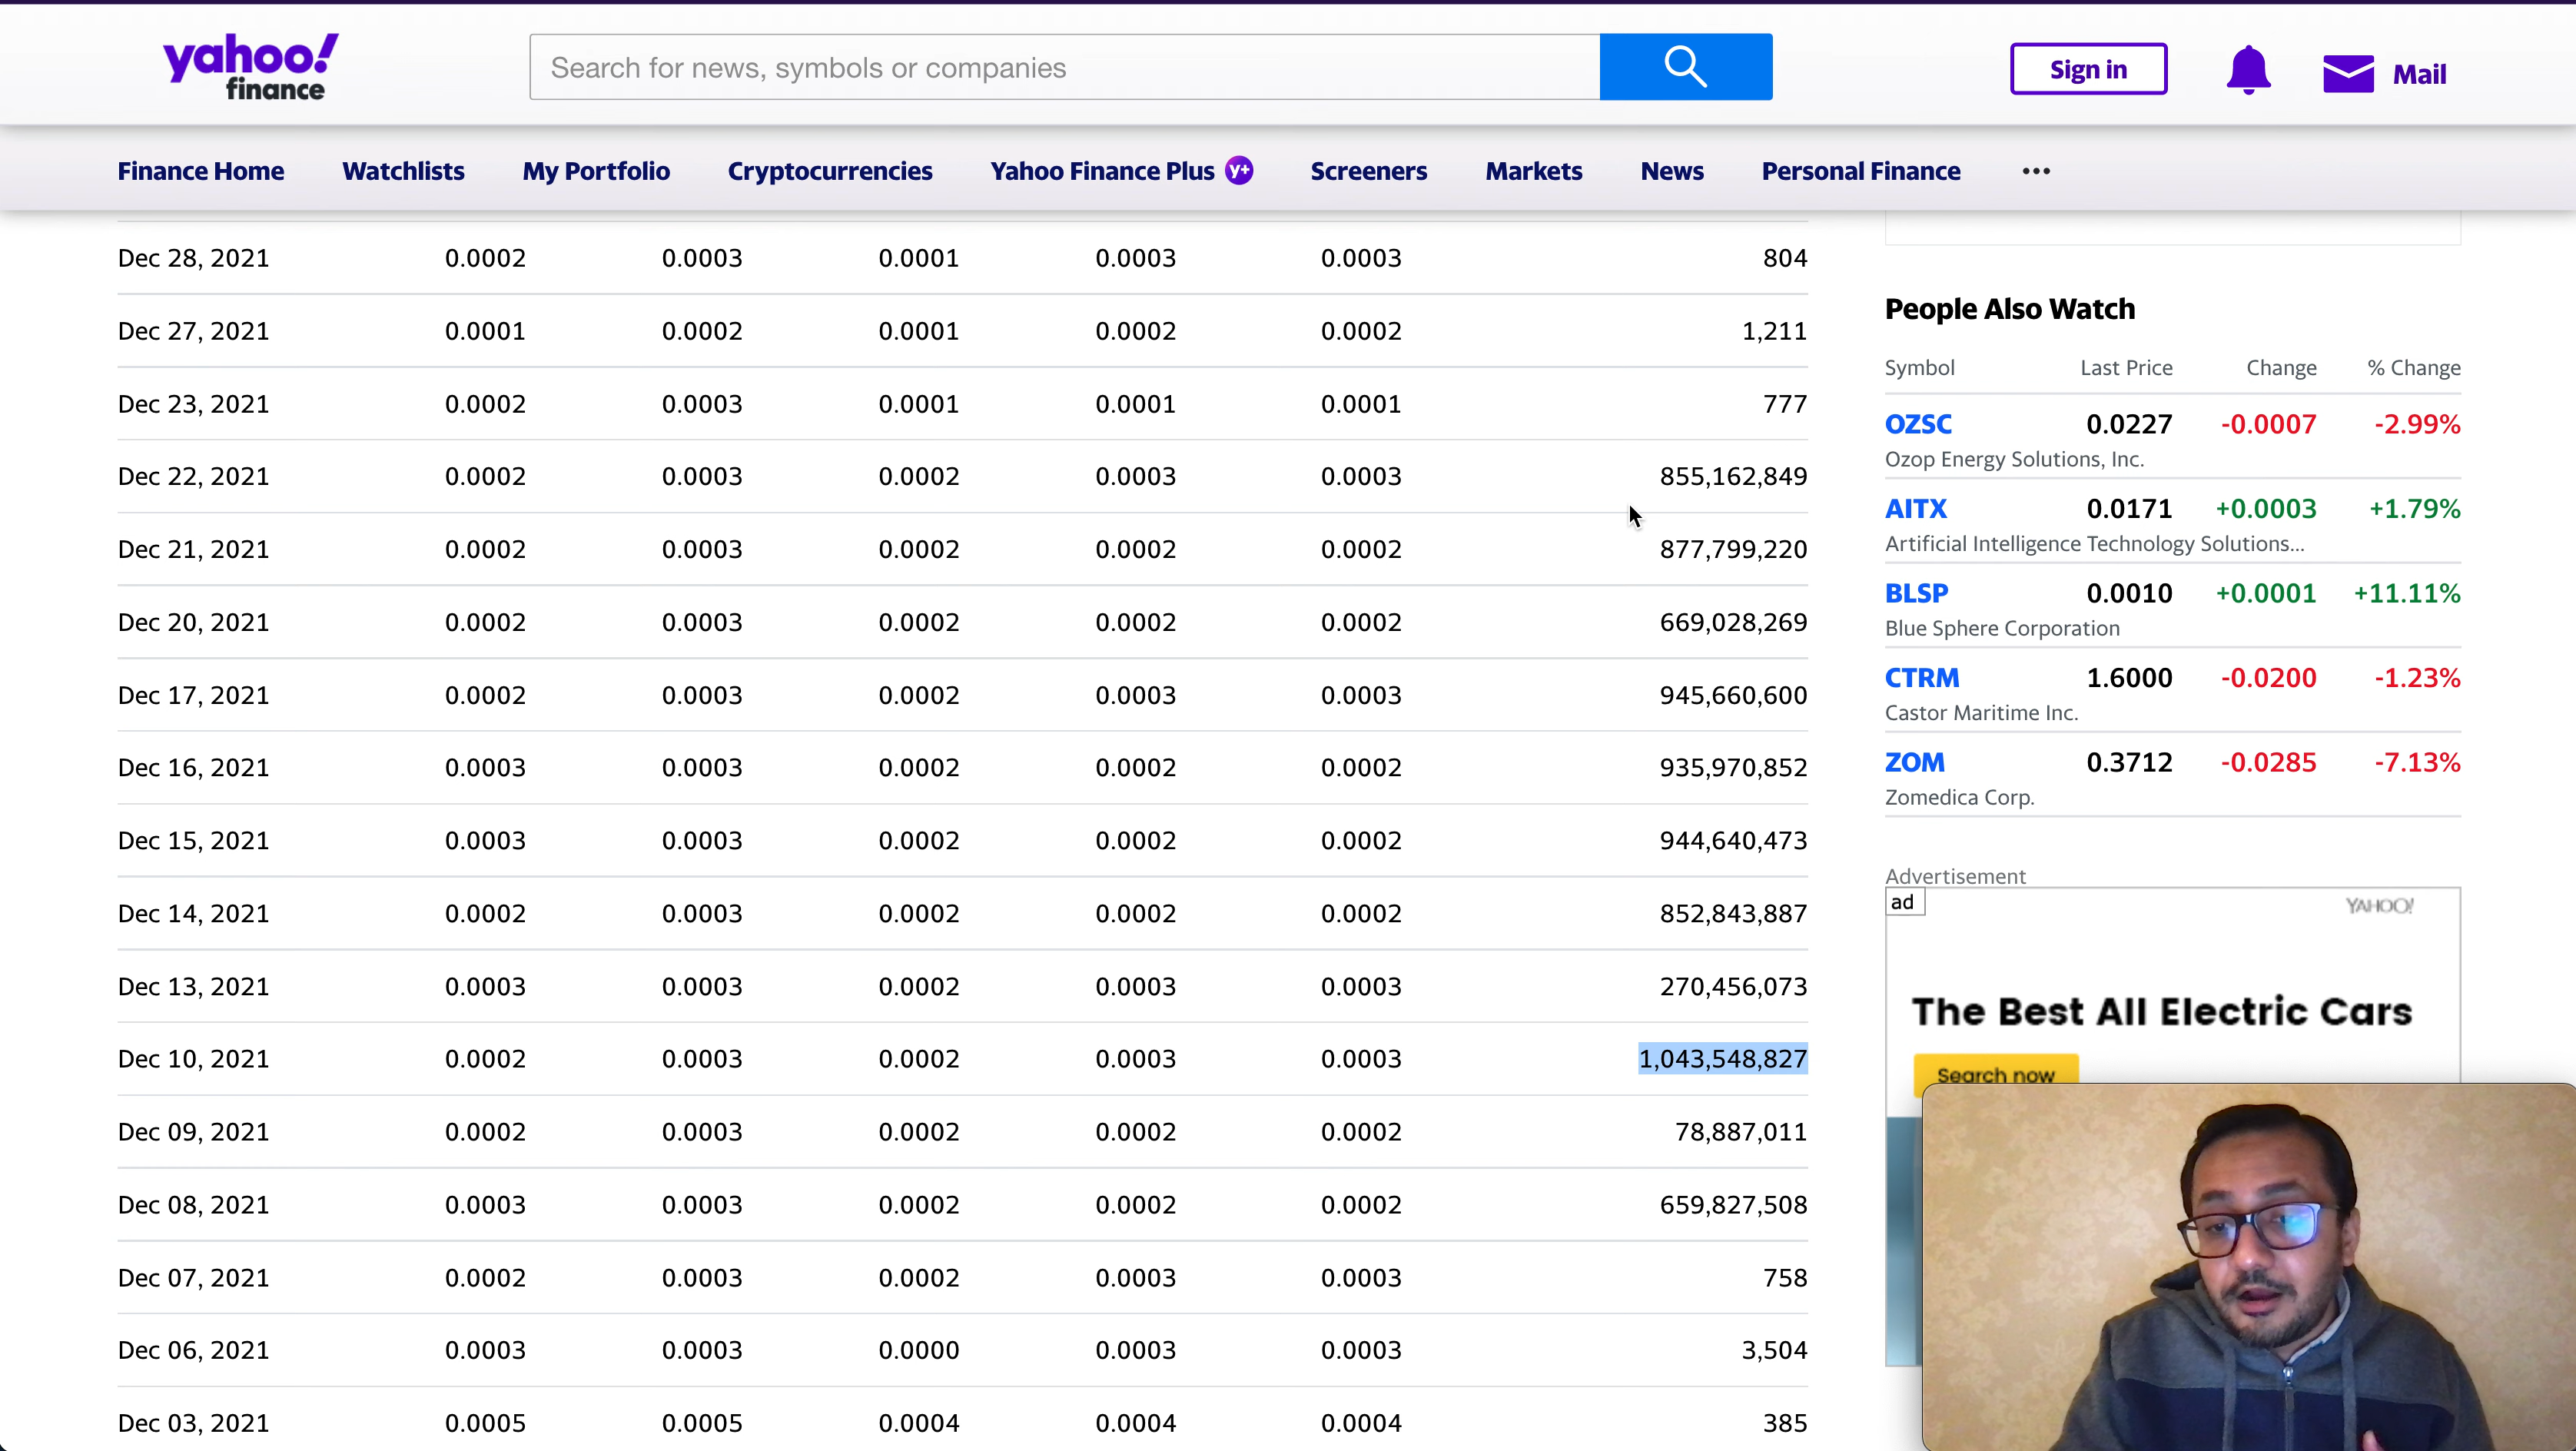 yahoo!
finance
Search for news, symbols or companies
Sign in
Mail
Finance Home Watchlists My Portfolio Cryptocurrencies Yahoo Finance Plus y+ Screeners Markets News Personal Finance ...
Dec 28, 2021 0.0002 0.0003 0.0001 0.0003 0.0003 804
Dec 27, 2021 0.0001 0.0002 0.0001 0.0002 0.0002 1,211
Dec 23, 2021 0.0002 0.0003 0.0001 0.0001 0.0001 777
Dec 22, 2021 0.0002 0.0003 0.0002 0.0003 0.0003 855,162,849
Dec 21, 2021 0.0002 0.0003 0.0002 0.0002 0.0002 877,799,220
Dec 20, 2021 0.0002 0.0003 0.0002 0.0002 0.0002 669,028,269
Dec 17, 2021 0.0002 0.0003 0.0002 0.0003 0.0003 945,660,600
Dec 16, 2021 0.0003 0.0003 0.0002 0.0002 0.0002 935,970,852
Dec 15, 2021 0.0003 0.0003 0.0002 0.0002 0.0002 944,640,473
Dec 14, 2021 0.0002 0.0003 0.0002 0.0002 0.0002 852,843,887
Dec 13, 2021 0.0003 0.0003 0.0002 0.0003 0.0003 270,456,073
Dec 10, 2021 0.0002 0.0003 0.0002 0.0003 0.0003 1,043,548,827
Dec 09, 2021 0.0002 0.0003 0.0002 0.0002 0.0002 78,887,011
Dec 08, 2021 0.0003 0.0003 0.0002 0.0002 0.0002 659,827,508
Dec 07, 2021 0.0002 0.0003 0.0002 0.0003 0.0003 758
Dec 06, 2021 0.0003 0.0003 0.0000 0.0003 0.0003 3,504
Dec 03, 2021 0.0005 0.0005 0.0004 0.0004 0.0004 385
People Also Watch
Symbol Last Price Change % Change
OZSC 0.0227 -0.0007 -2.99%
Ozop Energy Solutions, Inc.
AITX 0.0171 +0.0003 +1.79%
Artificial Intelligence Technology Solutions...
BLSP 0.0010 +0.0001 +11.11%
Blue Sphere Corporation
CTRM 1.6000 -0.0200 -1.23%
Castor Maritime Inc.
ZOM 0.3712 -0.0285 -7.13%
Zomedica Corp.
Advertisement
ad YAHOO!
The Best All Electric Cars
Search now